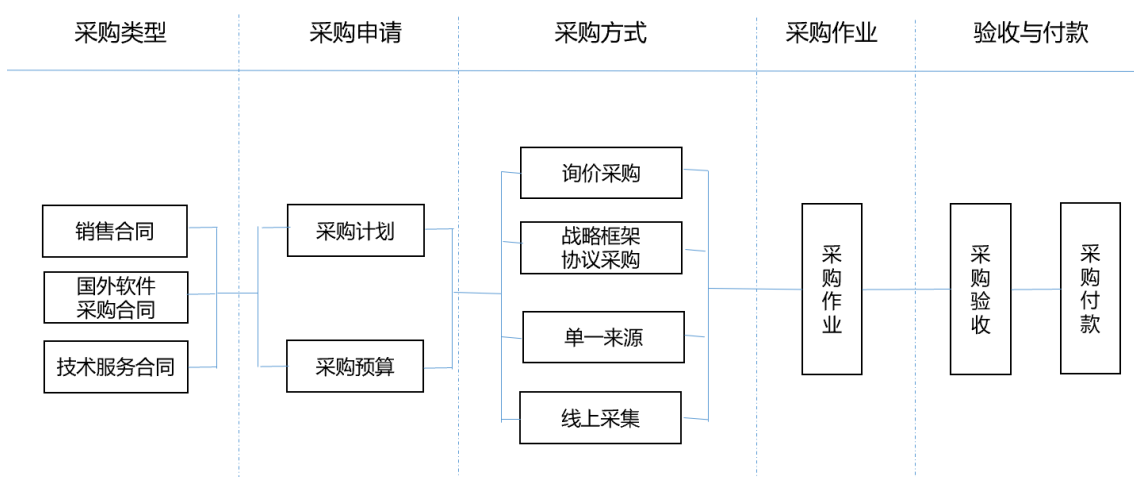 采购类型
采购申请
采购方式
采购作业
验收与付款
销售合同
国外软件
采购合同
技术服务合同
采购计划
采购预算
询价采购
战略框架
协议采购
单一来源
线上采集
采购作业
采购验收
采购付款